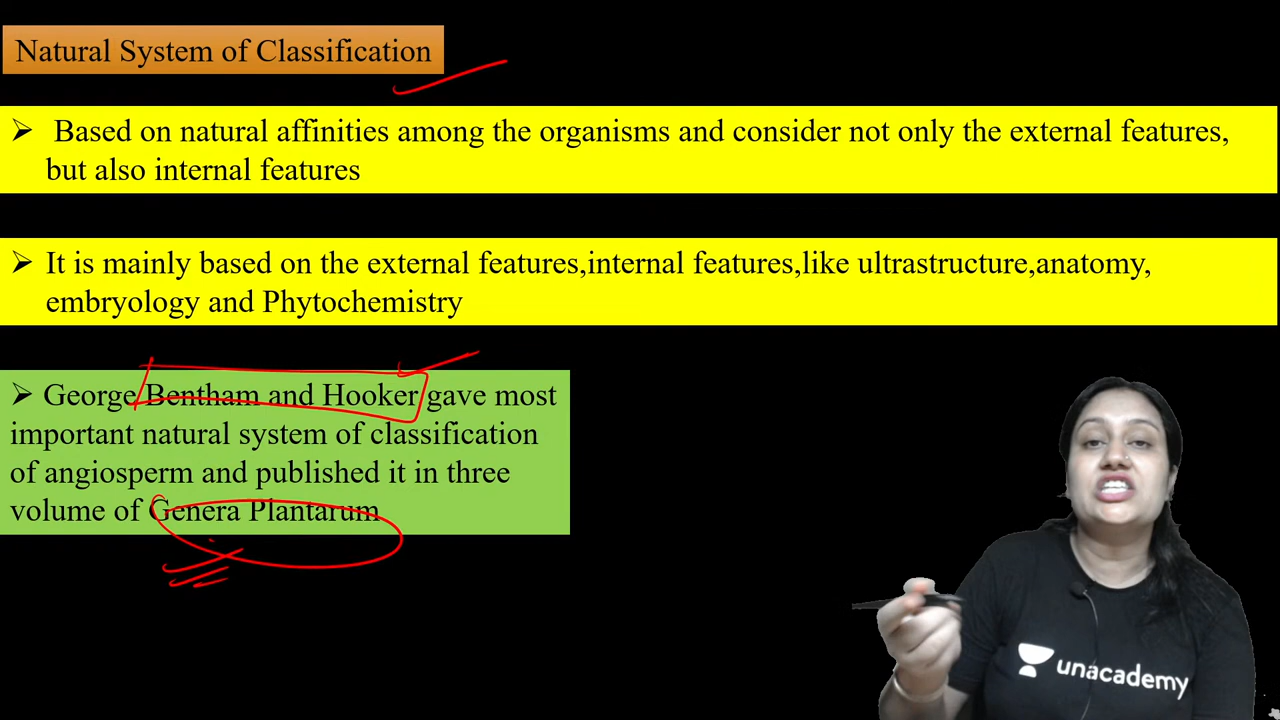 Natural System of Classification
➢ Based on natural affinities among the organisms and consider not only the external features,
but also internal features
➢ It is mainly based on the external features,internal features,like ultrastructure,anatomy,
embryology and Phytochemistry
➢ George Bentham and Hooker gave most
important natural system of classification
of angiosperm and published it in three
volume of Genera Plantarum
unacademy